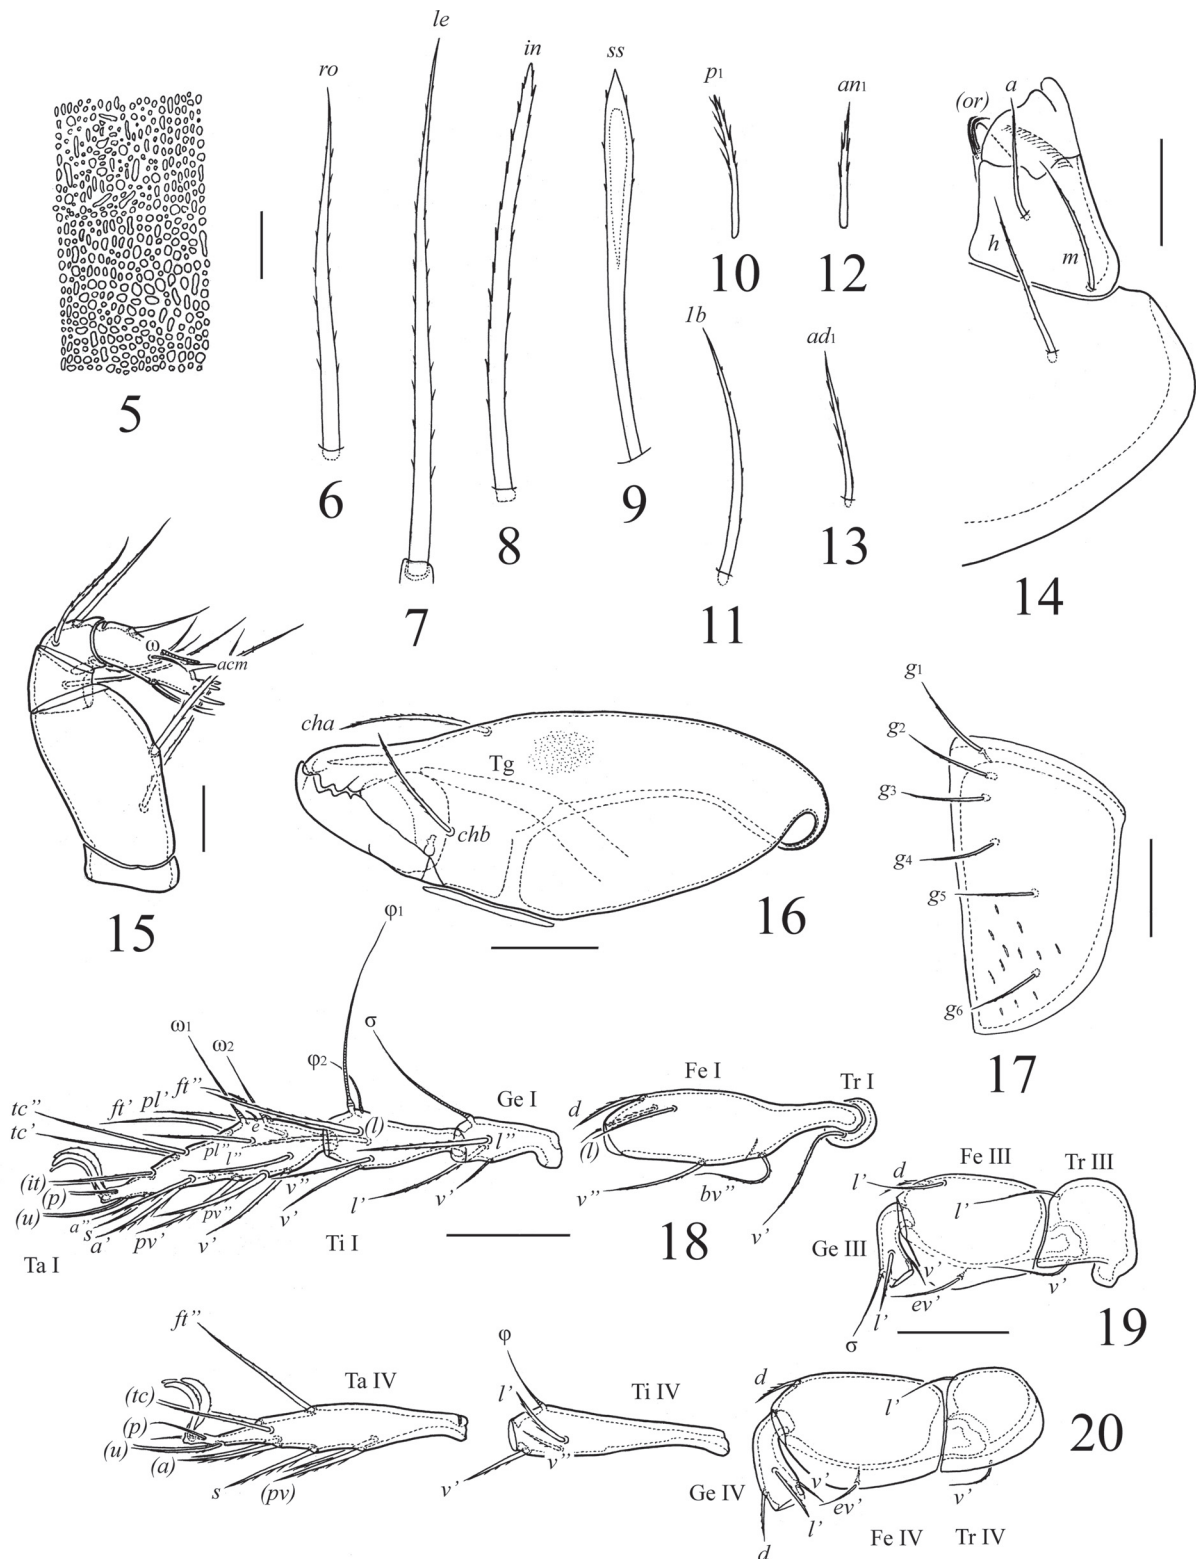 5
ro
6
le
7
in
8
ss
9
p1
10
1b
11
an1
12
ad1
13
(or)
a
h
m
14
ω
acm
15
cha
Tg
chb
16
g1
g2
g3
g4
g5
g6
17
φ1
σ
ω1
ω2
φ2
ft”
pl’
ft’
tc”
tc’
e
(l)
Ge I
pl”
l”
l”
(it)
(p)
(u)
a”
s
a’
pv’
pv”
v’
v”
v’
l’
v’
Ta I
Ti I
Fe I
Tr I
d
(l)
v”
bv”
v’
18
Fe III
Tr III
d
l’
l’
Ge III
v’
ev’
v’
l’
σ
19
ft”
Ta IV
(tc)
(p)
(u)
(a)
s
(pv)
φ
l’
Ti IV
v”
v’
d
l’
Ge IV
v’
ev’
l’
v’
d
Fe IV
Tr IV
20